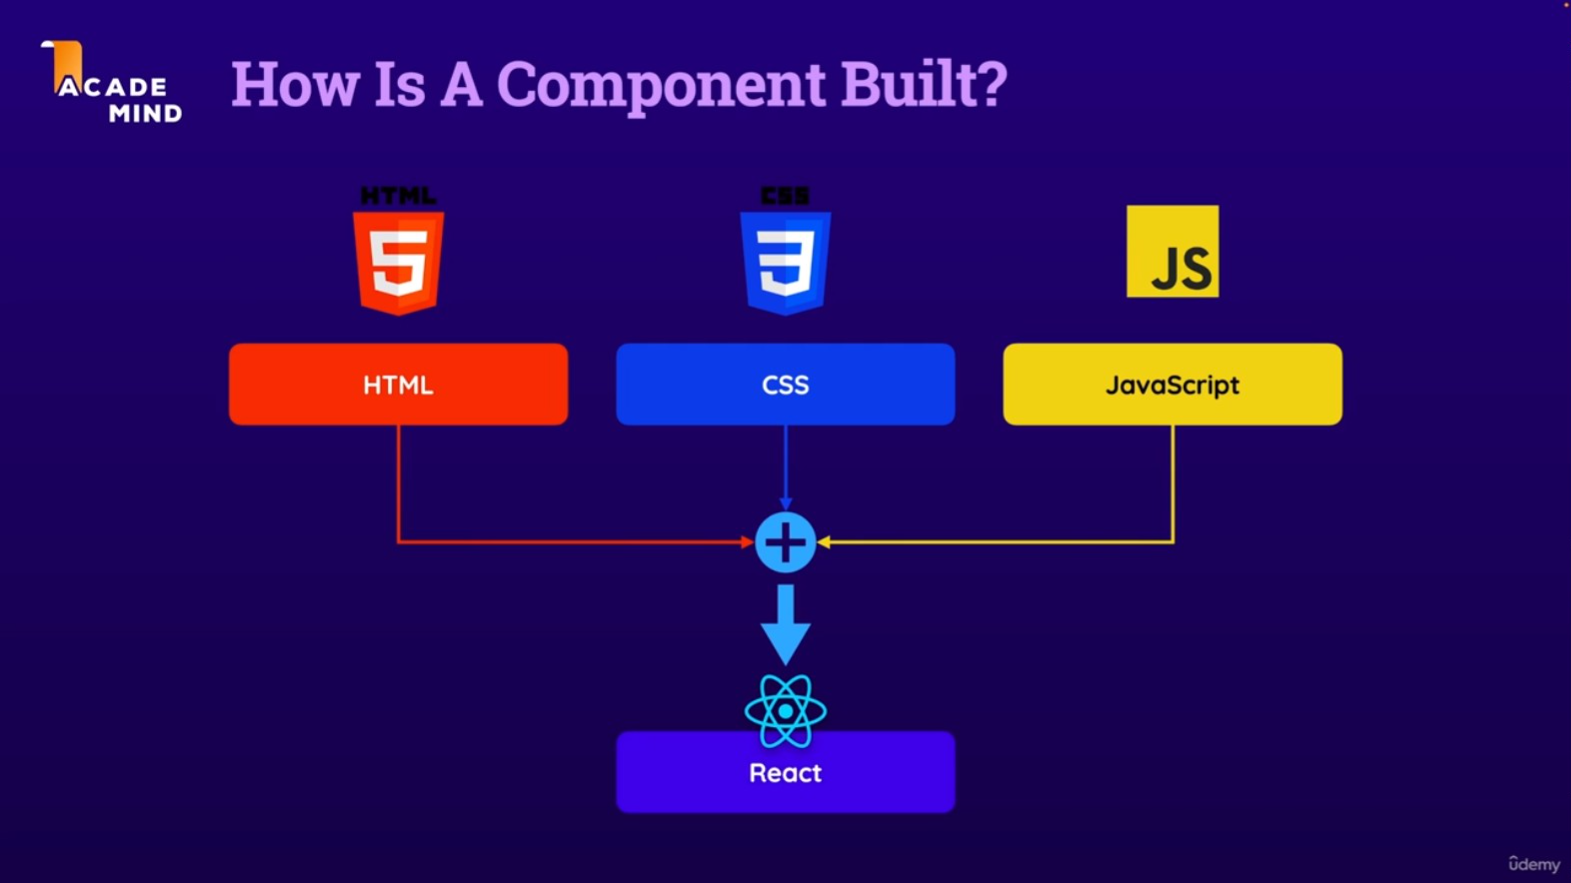 ACADE
MIND
How Is A Component Built?
HTML
5
CSS
3
JS
HTML
CSS
JavaScript
React
ûdemy